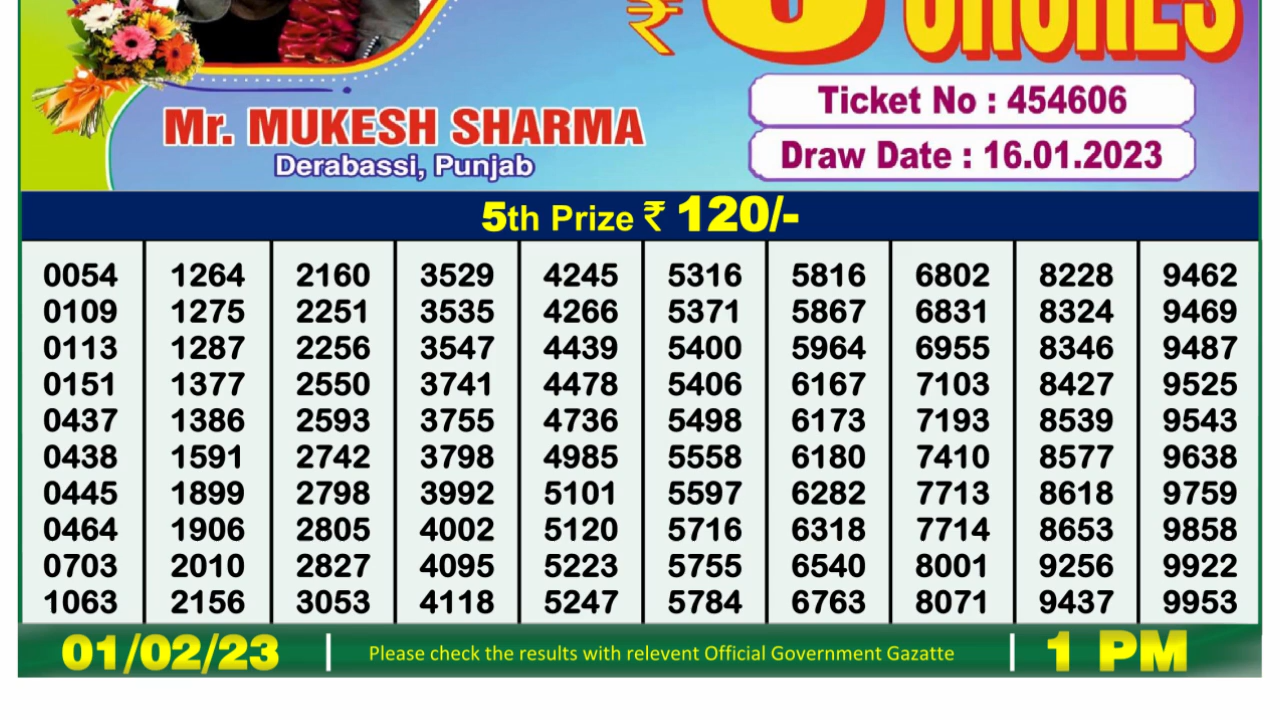 ₹ 8 CRORES
Mr. MUKESH SHARMA
Derabassi, Punjab
Ticket No : 454606
Draw Date : 16.01.2023
5th Prize ₹ 120/-
0054 1264 2160 3529 4245 5316 5816 6802 8228 9462
0109 1275 2251 3535 4266 5371 5867 6831 8324 9469
0113 1287 2256 3547 4439 5400 5964 6955 8346 9487
0151 1377 2550 3741 4478 5406 6167 7103 8427 9525
0437 1386 2593 3755 4736 5498 6173 7193 8539 9543
0438 1591 2742 3798 4985 5558 6180 7410 8577 9638
0445 1899 2798 3992 5101 5597 6282 7713 8618 9759
0464 1906 2805 4002 5120 5716 6318 7714 8653 9858
0703 2010 2827 4095 5223 5755 6540 8001 9256 9922
1063 2156 3053 4118 5247 5784 6763 8071 9437 9953
01/02/23 | Please check the results with relevent Official Government Gazatte | 1 PM